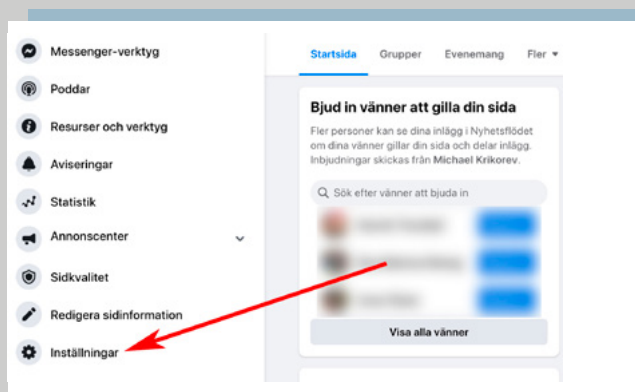 Messenger-verktyg
Poddar
Resurser och verktyg
Aviseringar
Statistik
Annonscenter
Sidkvalitet
Redigera sidinformation
Inställningar
Startsida Grupper Evenemang Fler
Bjud in vänner att gilla din sida
Fler personer kan se dina inlägg i Nyhetsflödet
om dina vänner gillar din sida och delar inlägg.
Inbjudningar skickas från Michael Krikorev.
Sök efter vänner att bjuda in
Visa alla vänner